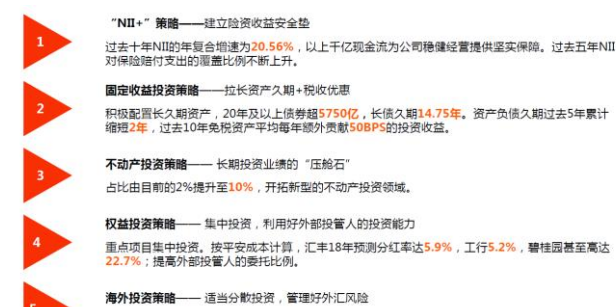 “NII+”策略——建立险资收益安全垫
1
过去十年NII的年复合增速为20.56%，以上千亿现金流为公司稳健经营提供坚实保障。过去五年NII
对保险赔付支出的覆盖比例不断上升。
固定收益投资策略——拉长资产久期+税收优惠
2
积极配置长久期资产，20年及以上债券超5750亿，长债久期14.75年。资产负债久期过去5年累计
缩短2年，过去10年免税资产平均每年额外贡献50BPS的投资收益。
不动产投资策略—— 长期投资业绩的“压舱石”
3
占比由目前的2%提升至10%，开拓新型的不动产投资领域。
权益投资策略—— 集中投资，利用好外部投管人的投资能力
4
重点项目集中投资。按平安成本计算，汇丰18年预测分红率达5.9%，工行5.2%，碧桂园甚至高达
22.7%；提高外部投管人的委托比例。
海外投资策略—— 适当分散投资，管理好外汇风险
5